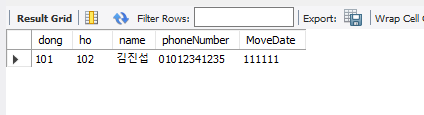 Result Grid Filter Rows: Export: Wrap Cell C
dong ho name phoneNumber MoveDate
101 102 김진섭 01012341235 111111